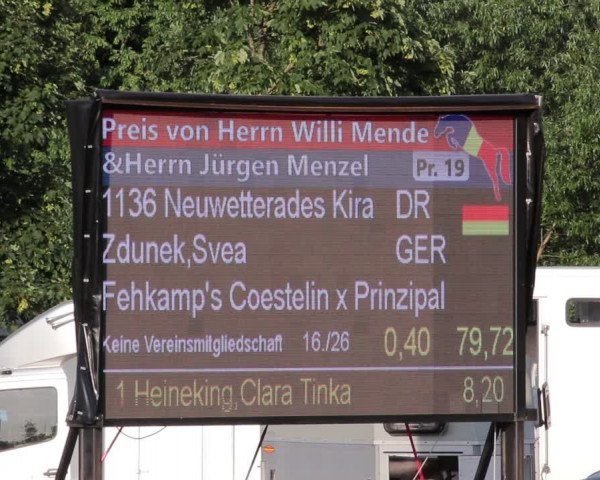 Preis von Herrn Willi Mende
&Herrn Jürgen Menzel Pr. 19
1136 Neuwetterades Kira DR
Zdunek,Svea GER
Fehkamp's Coestelin x Prinzipal
Keine Vereinsmitgliedschaft 16./26 0,40 79,72
1 Heineking,Clara Tinka 8,20